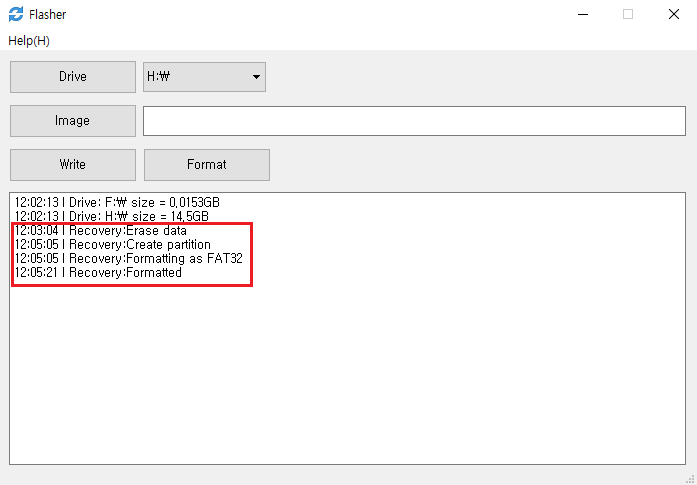 Flasher
Help(H)
Drive
H:₩
Image
Write
Format
12:02:13 | Drive: F:₩ size = 0,0153GB
12:02:13 | Drive: H:₩ size = 14,5GB
12:03:04 | Recovery:Erase data
12:05:05 | Recovery:Create partition
12:05:05 | Recovery:Formatting as FAT32
12:05:21 | Recovery:Formatted